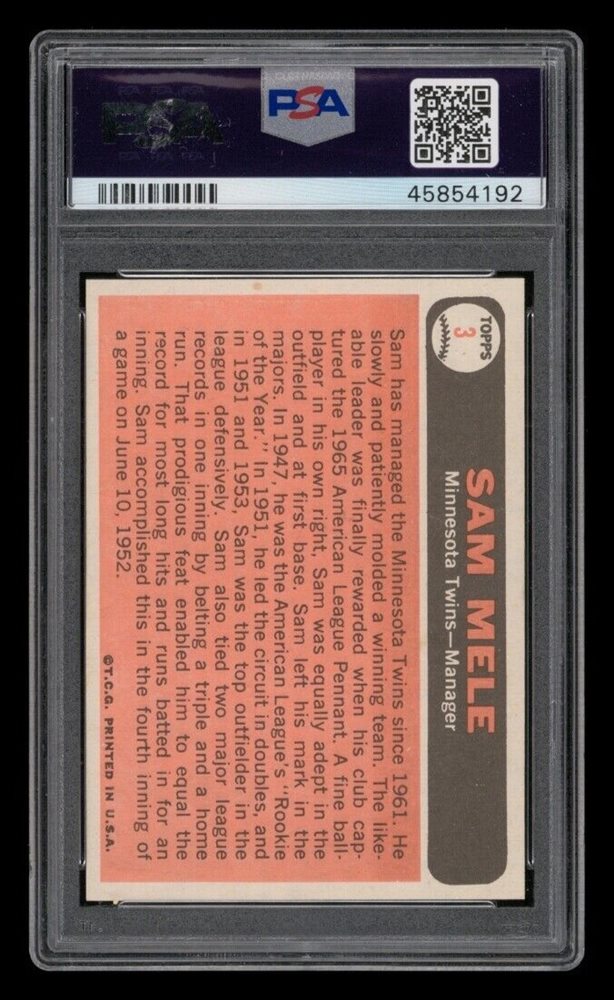 PSA
45854192
TOPPS
3
SAM MELE
Minnesota Twins—Manager
Sam has managed the Minnesota Twins since 1961. He
slowly and patiently molded a winning team. The like-
able leader was finally rewarded when his club cap-
tured the 1965 American League Pennant. A fine ball-
player in his own right, Sam was equally adept in the
outfield and at first base. Sam left his mark in the
majors. In 1947, he was the American League's "Rookie
of the Year." In 1951, he led the circuit in doubles, and
in 1951 and 1953, Sam was the top outfielder in the
league defensively. Sam also tied two major league
records in one inning by belting a triple and a home
run. That prodigious feat enabled him to equal the
record for most long hits and runs batted in for an
inning. Sam accomplished this in the fourth inning of
a game on June 10, 1952.
©T.C.G. PRINTED IN U.S.A.